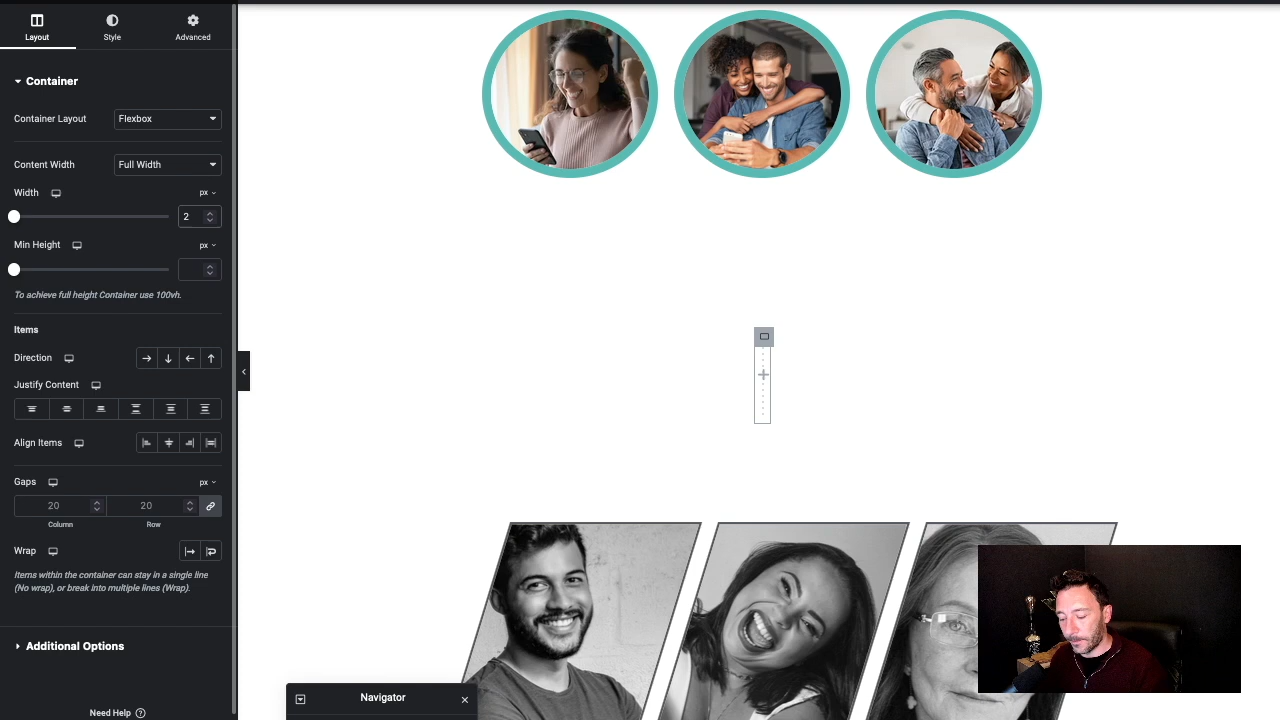 Layout
Style
Advanced
Container
Container Layout
Flexbox
Content Width
Full Width
Width
px
2
Min Height
px
To achieve full height Container use 100vh.
Items
Direction
Justify Content
Align Items
Gaps
px
20
20
Column
Row
Wrap
Items within the container can stay in a single line
(No wrap), or break into multiple lines (Wrap).
Additional Options
Need Help
Navigator